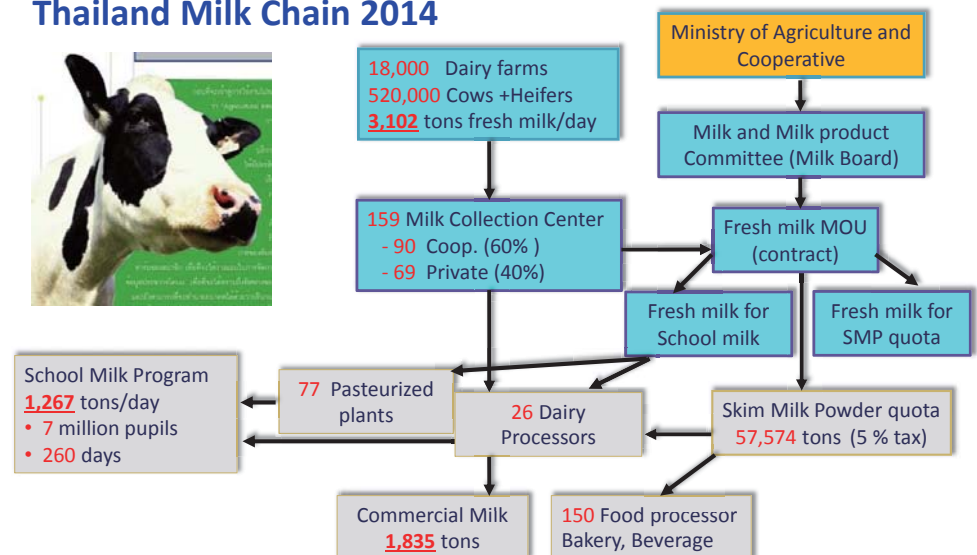 Thailand Milk Chain 2014
Ministry of Agriculture and
Cooperative
18,000 Dairy farms
520,000 Cows +Heifers
3,102 tons fresh milk/day
Milk and Milk product
Committee (Milk Board)
159 Milk Collection Center
- 90 Coop. (60% )
- 69 Private (40%)
Fresh milk MOU
(contract)
Fresh milk for
School milk
Fresh milk for
SMP quota
School Milk Program
1,267 tons/day
• 7 million pupils
• 260 days
77 Pasteurized
plants
26 Dairy
Processors
Skim Milk Powder quota
57,574 tons (5 % tax)
Commercial Milk
1,835 tons
150 Food processor
Bakery, Beverage